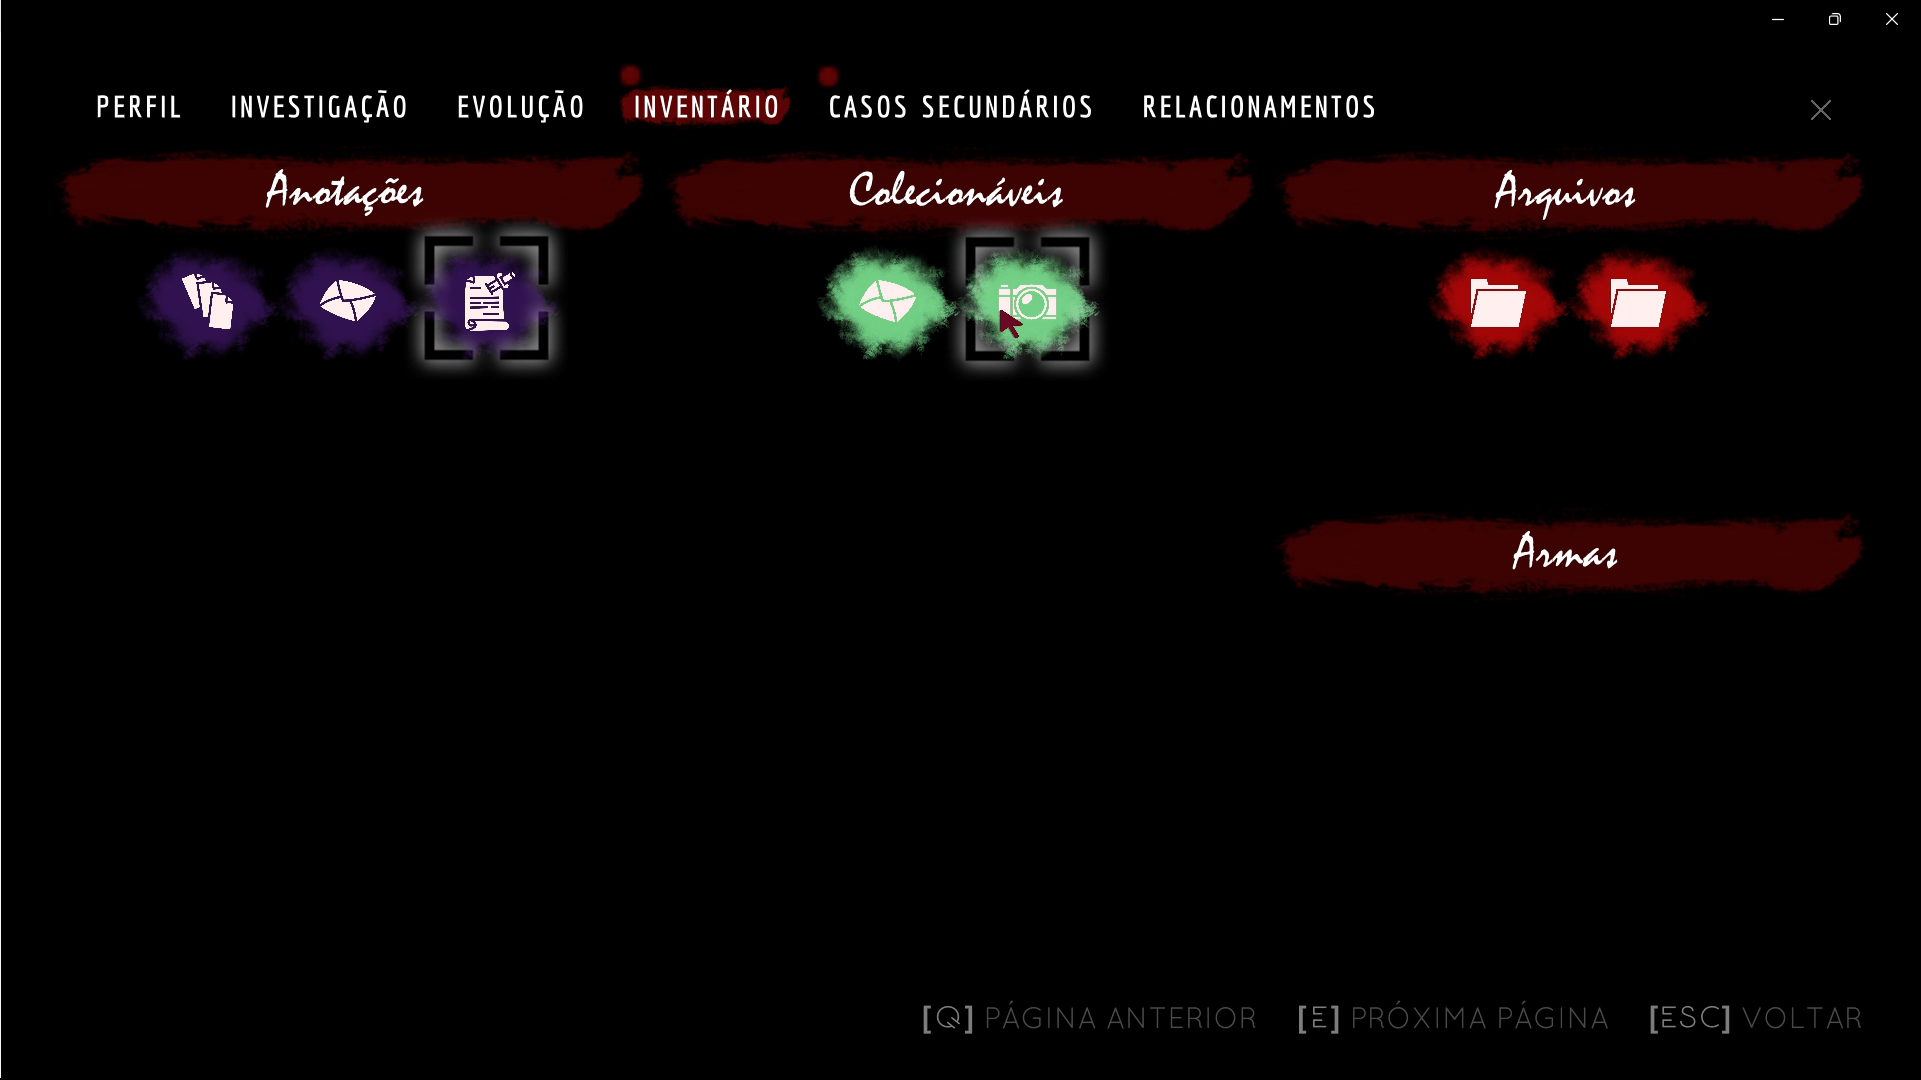 PERFIL INVESTIGAÇÃO EVOLUÇÃO INVENTÁRIO CASOS SECUNDÁRIOS RELACIONAMENTOS
Anotações Colecionáveis Arquivos
Armas
[Q] PÁGINA ANTERIOR [E] PRÓXIMA PÁGINA [ESC] VOLTAR